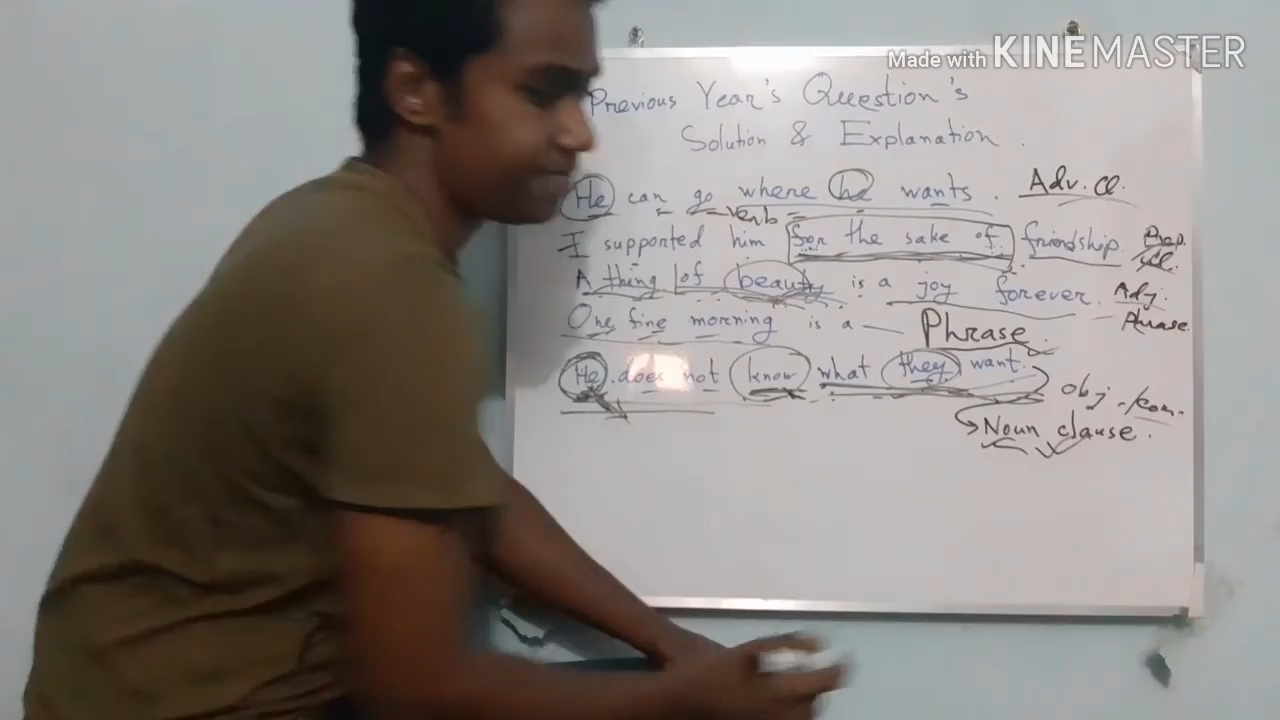 Made with KINEMASTER
Previous Year's Question's
Solution & Explanation.
He can go where he wants. Adv. Cl.
verb
I supported him for the sake of friendship. Prep.
A thing of beauty is a joy forever. Adj. Phrase
One fine morning is a — Phrase.
He does not know what they want.
obj./com.
Noun clause.